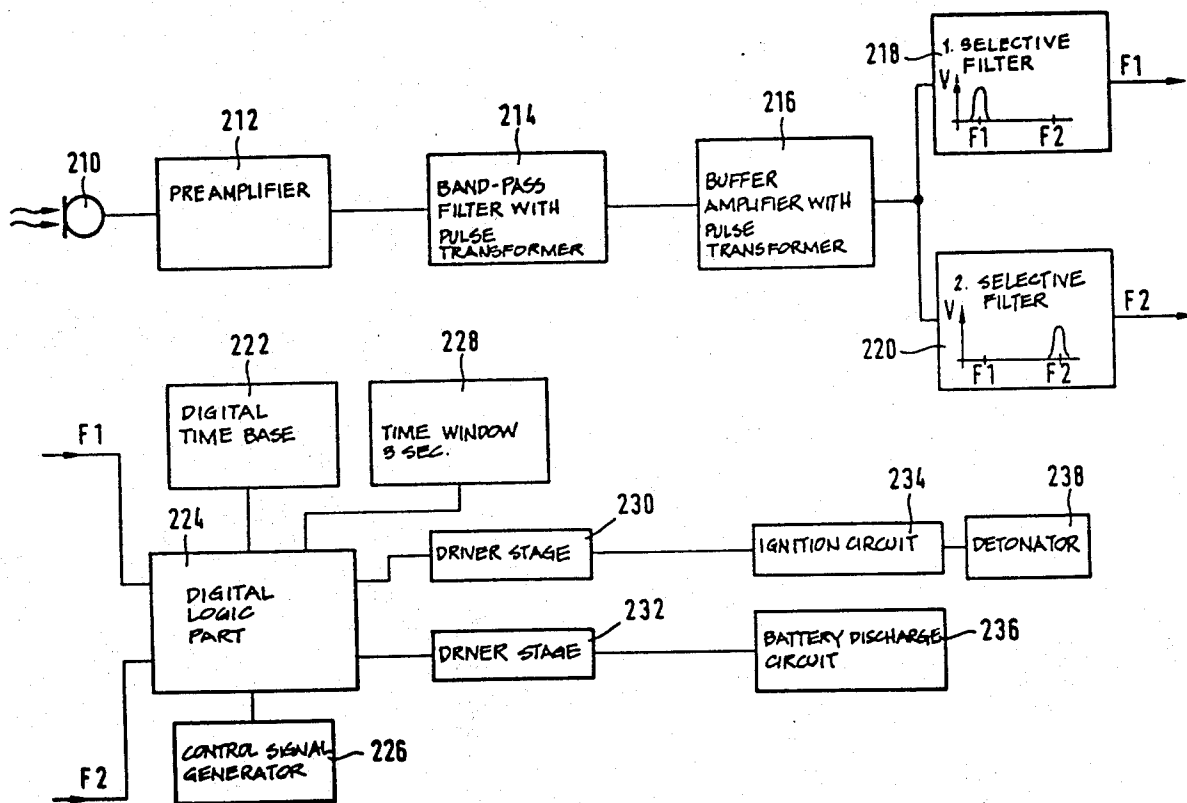 210
212
PREAMPLIFIER
214
BAND-PASS
FILTER WITH
PULSE
TRANSFORMER
216
BUFFER
AMPLIFIER WITH
PULSE
TRANSFORMER
218
1. SELECTIVE
FILTER
V
F1 F2
F1
2. SELECTIVE
FILTER
V
F1 F2
220
F2
222
DIGITAL
TIME BASE
228
TIME WINDOW
3 SEC.
F1
224
DIGITAL
LOGIC
PART
F2
230
DRIVER STAGE
234
IGNITION CIRCUIT
238
DETONATOR
232
DRIVER STAGE
BATTERY DISCHARGE
CIRCUIT
236
CONTROL SIGNAL
GENERATOR
226